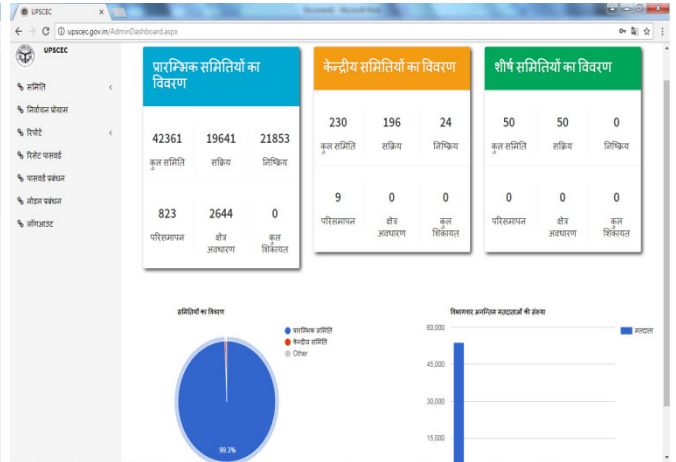 UPSCEC
upscec.gov.in/AdminDashboard.aspx
UPSCEC
समिति
निर्वाचन प्रोग्राम
रिपोर्ट
रिसेट पासवर्ड
पासवर्ड प्रबंधन
नोडल प्रबंधन
लॉगआउट
प्रारम्भिक समितियों का
विवरण
42361 19641 21853
कुल समिति सक्रिय निष्क्रिय
823 2644 0
परिसमापन क्षेत्र कुल
अवधारण शिकायत
केन्द्रीय समितियों का विवरण
230 196 24
कुल समिति सक्रिय निष्क्रिय
9 0 0
परिसमापन क्षेत्र कुल
अवधारण शिकायत
शीर्ष समितियों का विवरण
50 50 0
कुल समिति सक्रिय निष्क्रिय
0 0 0
परिसमापन क्षेत्र कुल
अवधारण शिकायत
समितियों का विवरण
प्रारम्भिक समिति
केन्द्रीय समिति
Other
99.3%
विभागवार अनन्तिम मतदाताओं की संख्या
60,000
45,000
30,000
15,000
मतदाता